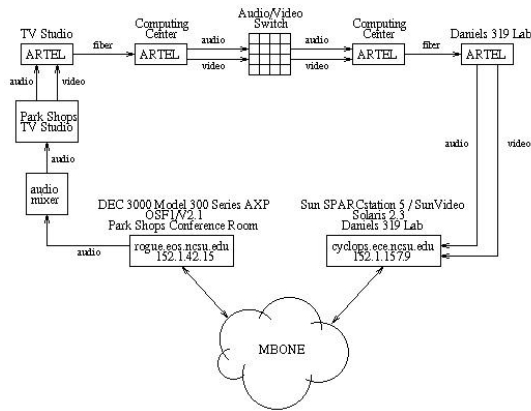 TV Studio
ARTEL
fiber
Computing
Center
ARTEL
audio
video
Audio/Video
Switch
audio
video
Computing
Center
ARTEL
fiber
Daniels 319 Lab
ARTEL
audio
video
Park Shops
TV Studio
audio
audio
mixer
audio
video
DEC 3000 Model 300 Series AXP
OSF1/V2.1
Park Shops Conference Room
rogue.eos.ncsu.edu
152.1.42.15
audio
Sun SPARCstation 5 / SunVideo
Solaris 2.3
Daniels 319 Lab
cyclops.ece.ncsu.edu
152.1.157.9
MBONE